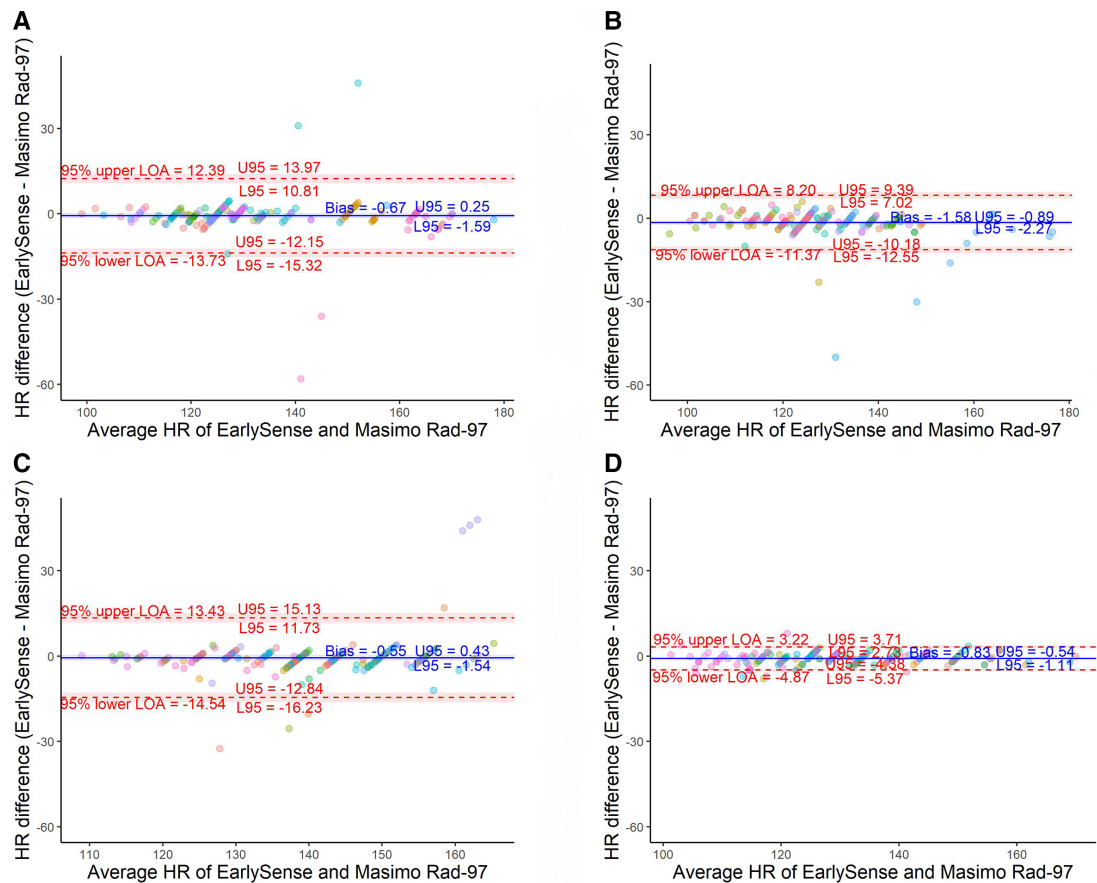 A
HR difference (EarlySense - Masimo Rad-97)
30
0
-30
-60
95% upper LOA = 12.39
U95 = 13.97
L95 = 10.81
Bias = -0.67
U95 = 0.25
L95 = -1.59
U95 = -12.15
95% lower LOA = -13.73
L95 = -15.32
100
120
140
160
180
Average HR of EarlySense and Masimo Rad-97
B
HR difference (EarlySense - Masimo Rad-97)
30
0
-30
-60
95% upper LOA = 8.20
U95 = 9.39
L95 = 7.02
Bias = -1.58
U95 = -0.89
L95 = -2.27
U95 = -10.18
95% lower LOA = -11.37
L95 = -12.55
100
120
140
160
180
Average HR of EarlySense and Masimo Rad-97
C
HR difference (EarlySense - Masimo Rad-97)
30
0
-30
-60
95% upper LOA = 13.43
U95 = 15.13
L95 = 11.73
Bias = -0.55
U95 = 0.43
L95 = -1.54
U95 = -12.84
95% lower LOA = -14.54
L95 = -16.23
110
120
130
140
150
160
Average HR of EarlySense and Masimo Rad-97
D
HR difference (EarlySense - Masimo Rad-97)
30
0
-30
-60
95% upper LOA = 3.22
U95 = 3.71
L95 = 2.73
Bias = -0.83
U95 = -0.54
L95 = -1.11
U95 = -4.38
95% lower LOA = -4.87
L95 = -5.37
100
120
140
160
Average HR of EarlySense and Masimo Rad-97